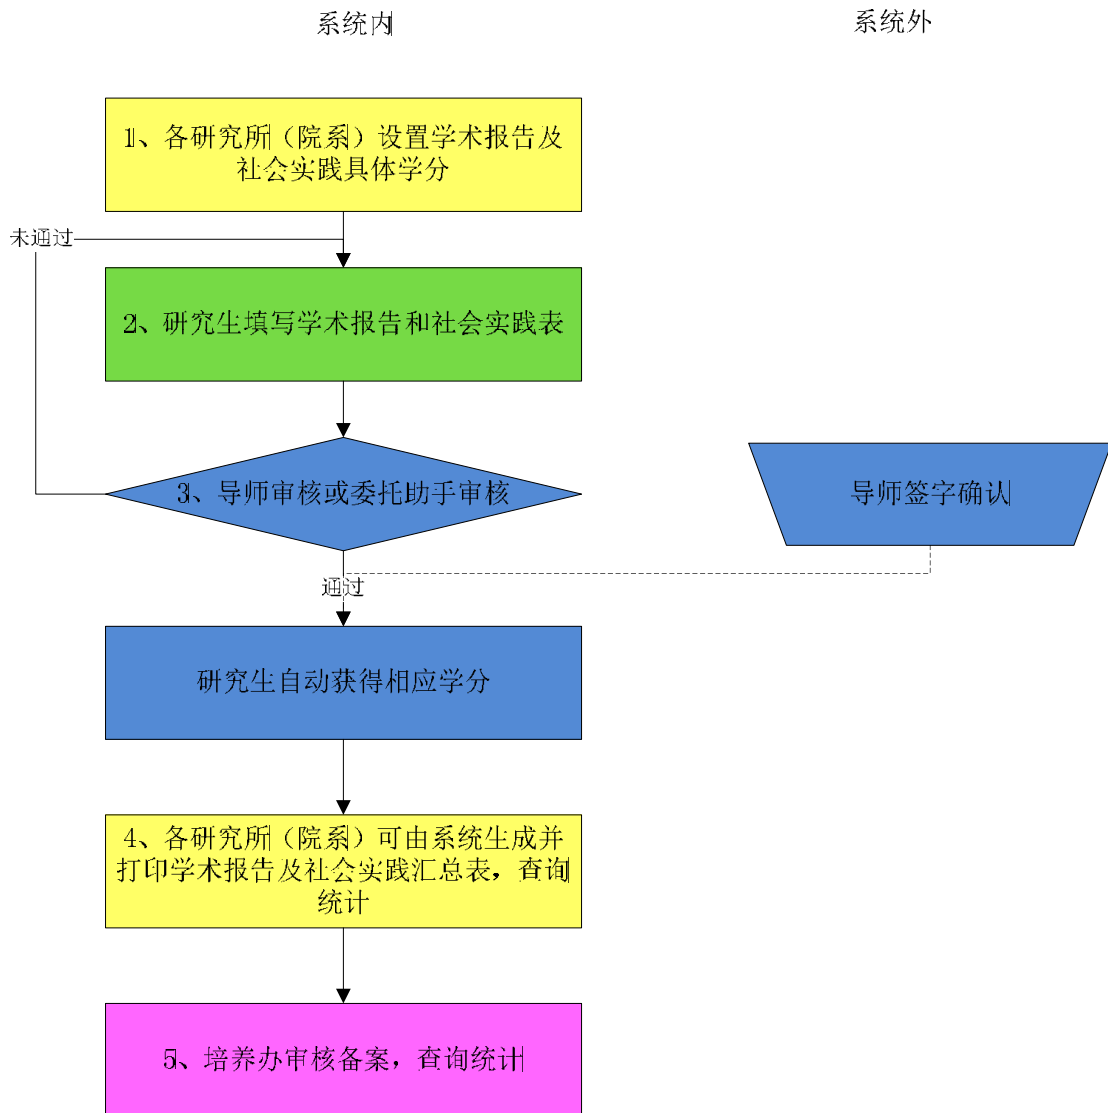 系统内
系统外
1、各研究所（院系）设置学术报告及
社会实践具体学分
未通过
2、研究生填写学术报告和社会实践表
3、导师审核或委托助手审核
导师签字确认
通过
研究生自动获得相应学分
4、各研究所（院系）可由系统生成并
打印学术报告及社会实践汇总表，查询
统计
5、培养办审核备案，查询统计